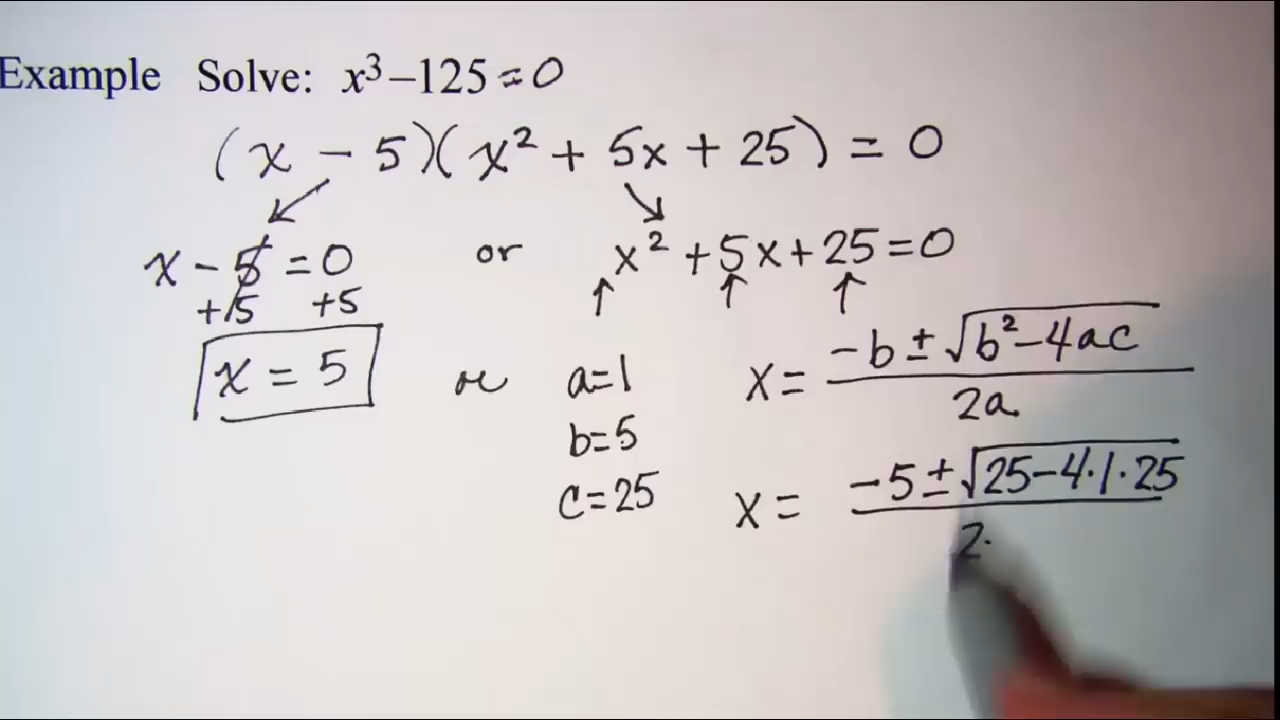 Example Solve: x³–125=0
(x – 5)(x² + 5x + 25) = 0
x – 5 = 0 or x² + 5x + 25 = 0
+5 +5
x = 5 or a=1 x = (-b ± √(b²-4ac))/(2a)
b=5
c=25 x = (-5 ± √(25-4·1·25))/(2·